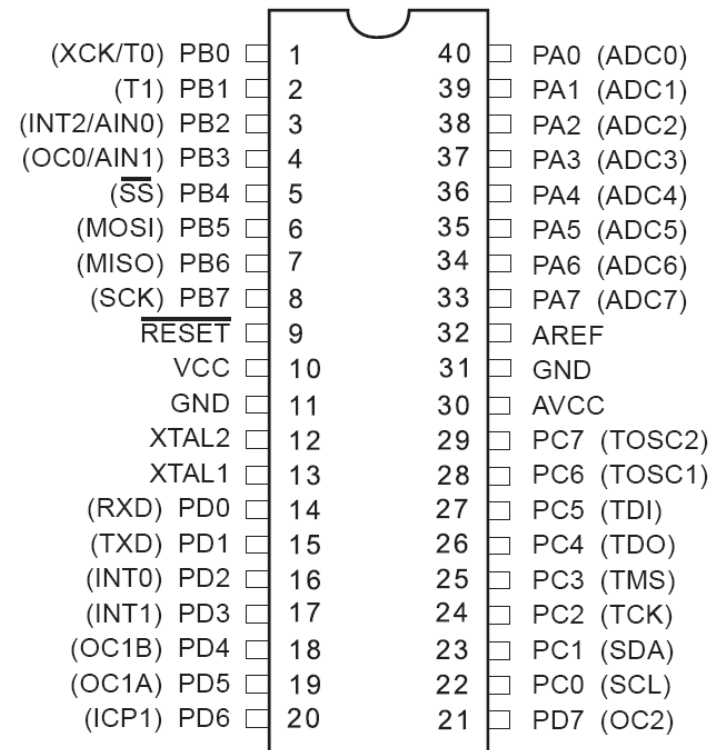 (XCK/T0) PB0 1 40 PA0 (ADC0)
(T1) PB1 2 39 PA1 (ADC1)
(INT2/AIN0) PB2 3 38 PA2 (ADC2)
(OC0/AIN1) PB3 4 37 PA3 (ADC3)
(S̅S̅) PB4 5 36 PA4 (ADC4)
(MOSI) PB5 6 35 PA5 (ADC5)
(MISO) PB6 7 34 PA6 (ADC6)
(SCK) PB7 8 33 PA7 (ADC7)
R̅E̅S̅E̅T̅ 9 32 AREF
VCC 10 31 GND
GND 11 30 AVCC
XTAL2 12 29 PC7 (TOSC2)
XTAL1 13 28 PC6 (TOSC1)
(RXD) PD0 14 27 PC5 (TDI)
(TXD) PD1 15 26 PC4 (TDO)
(INT0) PD2 16 25 PC3 (TMS)
(INT1) PD3 17 24 PC2 (TCK)
(OC1B) PD4 18 23 PC1 (SDA)
(OC1A) PD5 19 22 PC0 (SCL)
(ICP1) PD6 20 21 PD7 (OC2)